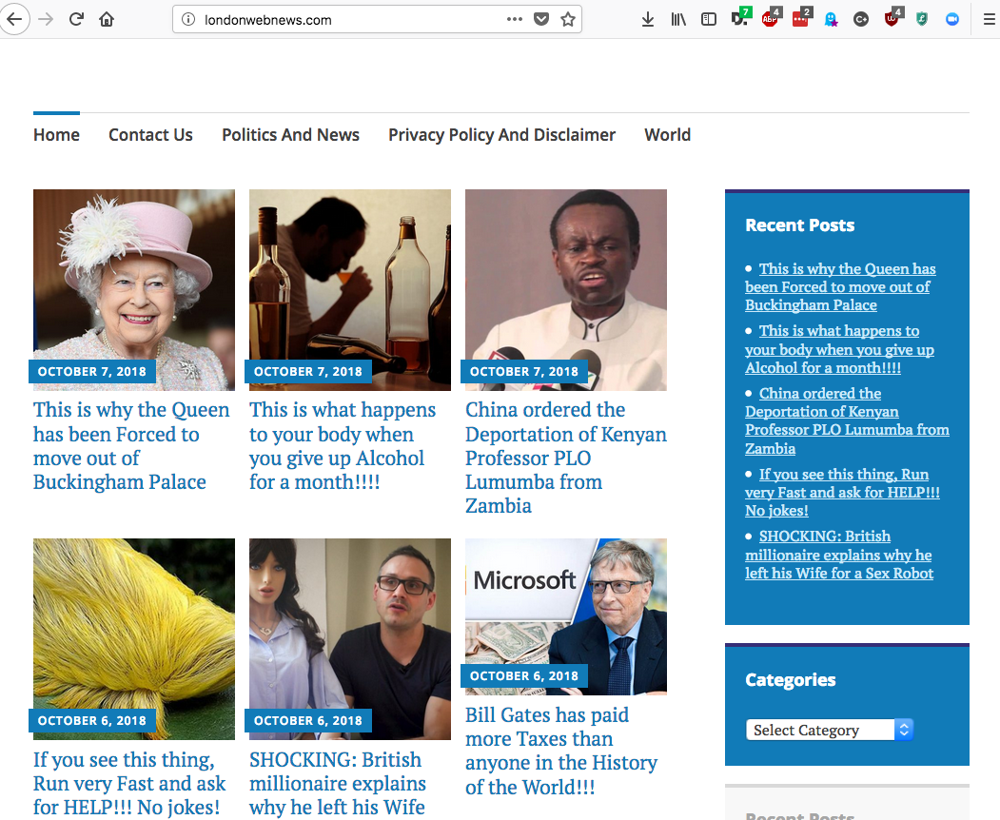 londonwebnews.com
7
4
2
4
Home
Contact Us
Politics And News
Privacy Policy And Disclaimer
World
OCTOBER 7, 2018
This is why the Queen
has been Forced to
move out of
Buckingham Palace
OCTOBER 7, 2018
This is what happens
to your body when
you give up Alcohol
for a month!!!!
OCTOBER 7, 2018
China ordered the
Deportation of Kenyan
Professor PLO
Lumumba from
Zambia
OCTOBER 6, 2018
If you see this thing,
Run very Fast and ask
for HELP!!! No jokes!
OCTOBER 6, 2018
SHOCKING: British
millionaire explains
why he left his Wife
Microsoft
OCTOBER 6, 2018
Bill Gates has paid
more Taxes than
anyone in the History
of the World!!!
Recent Posts
This is why the Queen has
been Forced to move out of
Buckingham Palace
This is what happens to
your body when you give up
Alcohol for a month!!!!
China ordered the
Deportation of Kenyan
Professor PLO Lumumba from
Zambia
If you see this thing, Run
very Fast and ask for HELP!!!
No jokes!
SHOCKING: British
millionaire explains why he
left his Wife for a Sex Robot
Categories
Select Category
Recent Posts